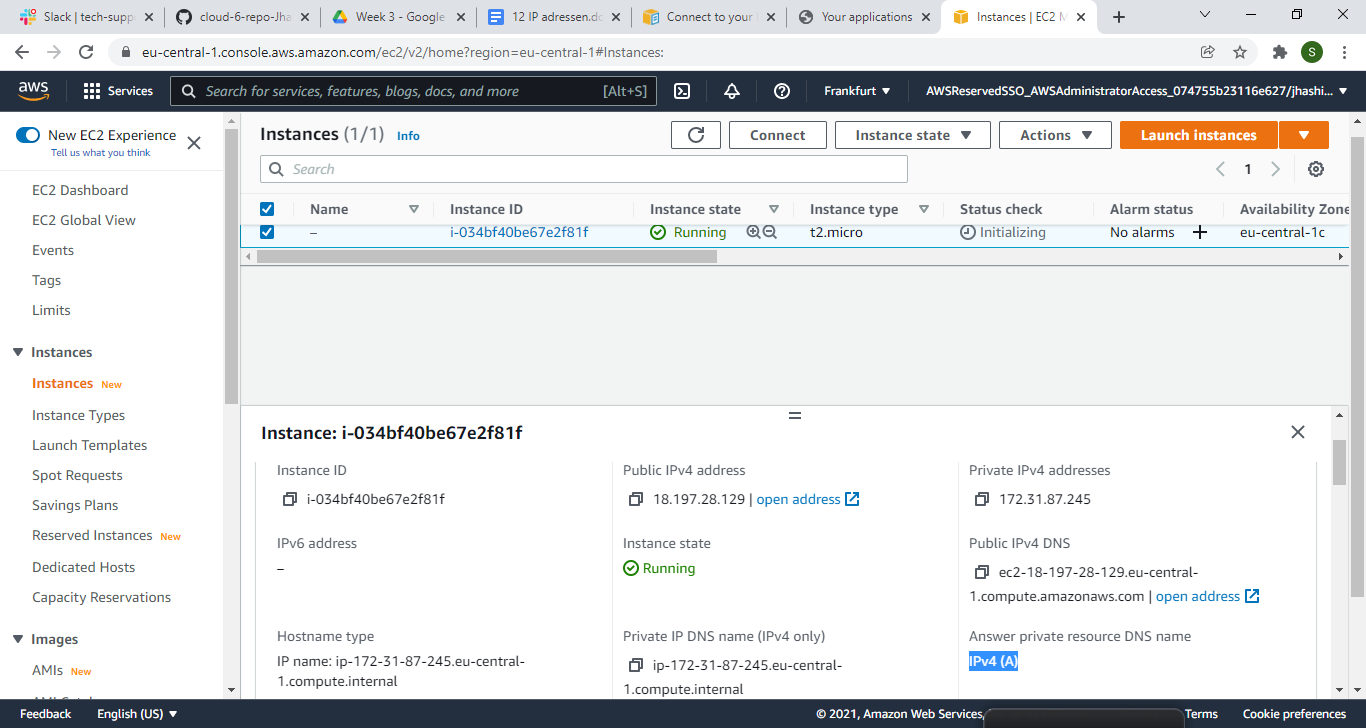 Slack | tech-supp
cloud-6-repo-Jha
Week 3 - Google
12 IP adressen.do
Connect to your
Your applications
Instances | EC2 M
eu-central-1.console.aws.amazon.com/ec2/v2/home?region=eu-central-1#Instances:
S
aws
Services
Search for services, features, blogs, docs, and more
[Alt+S]
Frankfurt
AWSReservedSSO_AWSAdministratorAccess_074755b23116e627/jhashi...
New EC2 Experience
Tell us what you think
EC2 Dashboard
EC2 Global View
Events
Tags
Limits
Instances
Instances New
Instance Types
Launch Templates
Spot Requests
Savings Plans
Reserved Instances New
Dedicated Hosts
Capacity Reservations
Images
AMIs New
Instances (1/1) Info
Connect
Instance state
Actions
Launch instances
Search
1
Name Instance ID Instance state Instance type Status check Alarm status Availability Zone
– i-034bf40be67e2f81f Running t2.micro Initializing No alarms + eu-central-1c
Instance: i-034bf40be67e2f81f
Instance ID
i-034bf40be67e2f81f
Public IPv4 address
18.197.28.129 | open address
Private IPv4 addresses
172.31.87.245
IPv6 address
–
Instance state
Running
Public IPv4 DNS
ec2-18-197-28-129.eu-central-
1.compute.amazonaws.com | open address
Hostname type
IP name: ip-172-31-87-245.eu-central-
1.compute.internal
Private IP DNS name (IPv4 only)
ip-172-31-87-245.eu-central-
1.compute.internal
Answer private resource DNS name
IPv4 (A)
Feedback
English (US)
© 2021, Amazon Web Services,
Terms
Cookie preferences